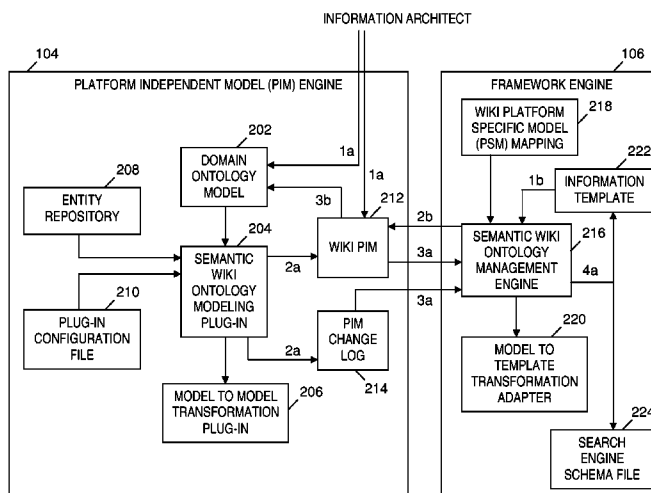 INFORMATION ARCHITECT
104
106
PLATFORM INDEPENDENT MODEL (PIM) ENGINE
FRAMEWORK ENGINE
202
DOMAIN
ONTOLOGY
MODEL
1a
1a
3b
208
ENTITY
REPOSITORY
204
SEMANTIC
WIKI
ONTOLOGY
MODELING
PLUG-IN
2a
212
WIKI PIM
2b
3a
3a
210
PLUG-IN
CONFIGURATION
FILE
2a
PIM
CHANGE
LOG
214
MODEL TO MODEL
TRANSFORMATION
PLUG-IN
206
WIKI PLATFORM
SPECIFIC MODEL
(PSM) MAPPING
218
222
1b
INFORMATION
TEMPLATE
SEMANTIC WIKI
ONTOLOGY
MANAGEMENT
ENGINE
216
4a
220
MODEL TO
TEMPLATE
TRANSFORMATION
ADAPTER
224
SEARCH
ENGINE
SCHEMA FILE